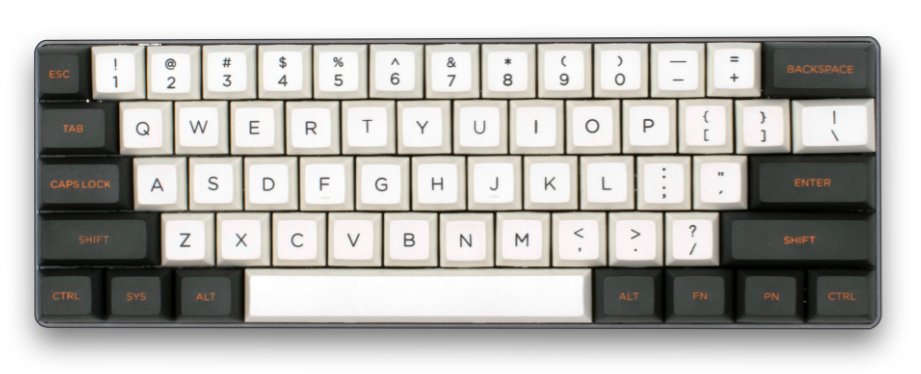 ESC ! @ # $ % ^ & * ( ) — = BACKSPACE
1 2 3 4 5 6 7 8 9 0 – +
TAB Q W E R T Y U I O P { } |
[ ] \
CAPS LOCK A S D F G H J K L : " ENTER
; ,
SHIFT Z X C V B N M < > ? SHIFT
, . /
CTRL SYS ALT ALT FN PN CTRL